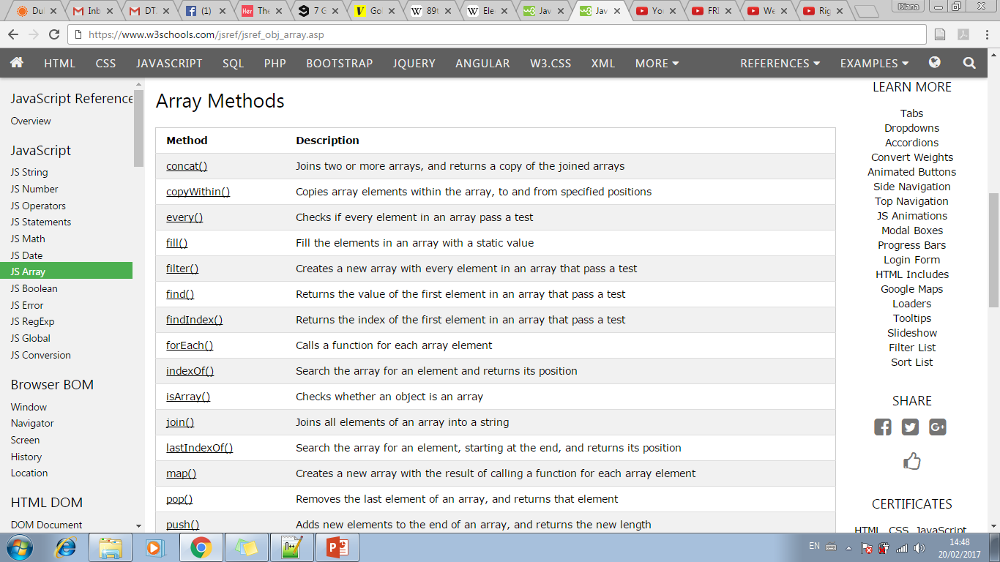 Du
Inb
DT.
(1)
The
7 G
Go
89t
Ele
Jav
Jav
You
FRI
We
Rig
Diana
https://www.w3schools.com/jsref/jsref_obj_array.asp
HTML CSS JAVASCRIPT SQL PHP BOOTSTRAP JQUERY ANGULAR W3.CSS XML MORE REFERENCES EXAMPLES
JavaScript Reference
Overview
JavaScript
JS String
JS Number
JS Operators
JS Statements
JS Math
JS Date
JS Array
JS Boolean
JS Error
JS RegExp
JS Global
JS Conversion
Browser BOM
Window
Navigator
Screen
History
Location
HTML DOM
DOM Document
Array Methods
Method Description
concat() Joins two or more arrays, and returns a copy of the joined arrays
copyWithin() Copies array elements within the array, to and from specified positions
every() Checks if every element in an array pass a test
fill() Fill the elements in an array with a static value
filter() Creates a new array with every element in an array that pass a test
find() Returns the value of the first element in an array that pass a test
findIndex() Returns the index of the first element in an array that pass a test
forEach() Calls a function for each array element
indexOf() Search the array for an element and returns its position
isArray() Checks whether an object is an array
join() Joins all elements of an array into a string
lastIndexOf() Search the array for an element, starting at the end, and returns its position
map() Creates a new array with the result of calling a function for each array element
pop() Removes the last element of an array, and returns that element
push() Adds new elements to the end of an array, and returns the new length
LEARN MORE
Tabs
Dropdowns
Accordions
Convert Weights
Animated Buttons
Side Navigation
Top Navigation
JS Animations
Modal Boxes
Progress Bars
Login Form
HTML Includes
Google Maps
Loaders
Tooltips
Slideshow
Filter List
Sort List
SHARE
CERTIFICATES
HTML, CSS, JavaScript,
EN
14:48
20/02/2017